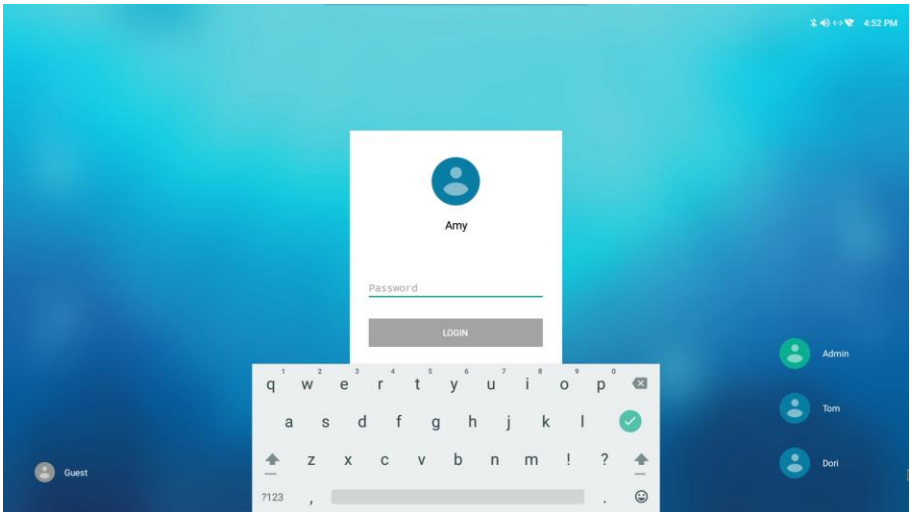 4:52 PM
Amy
Password
LOGIN
Admin
Tom
Dori
Guest
1 2 3 4 5 6 7 8 9 0
q w e r t y u i o p
a s d f g h j k l
z x c v b n m ! ?
?123 , .